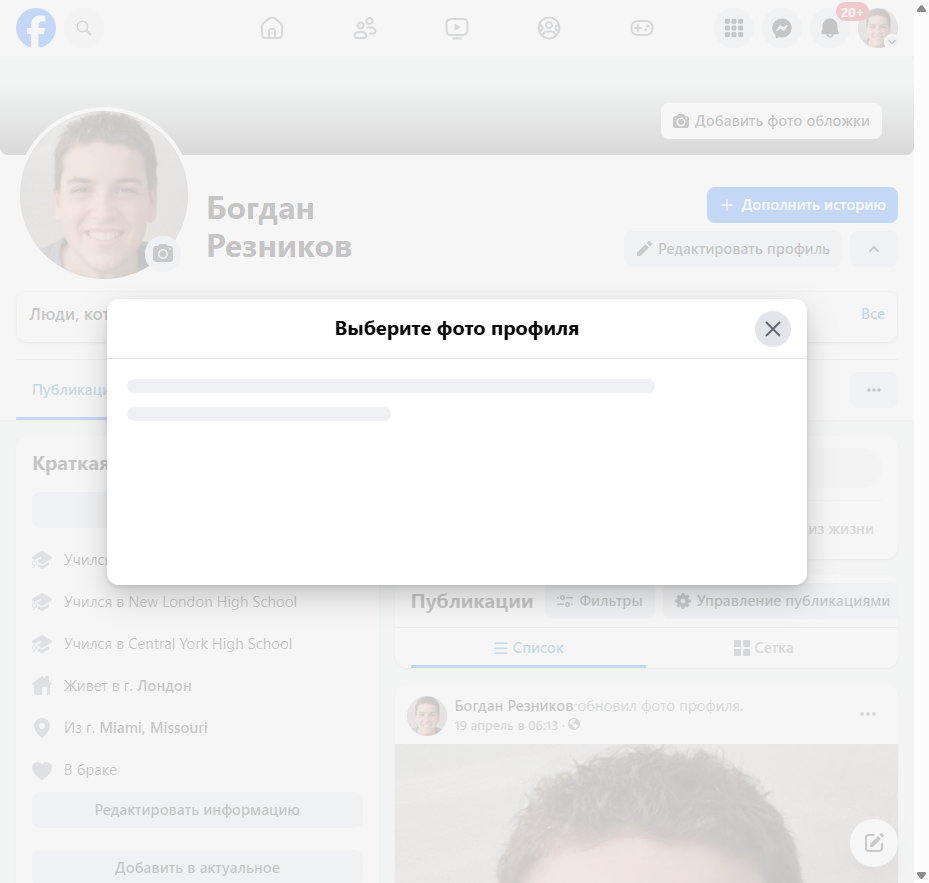 20+
Добавить фото обложки
Богдан
Резников
+ Дополнить историю
Редактировать профиль
Люди, кот
Все
Выберите фото профиля
Публикаци
Краткая
из жизни
Учился
Учился в New London High School
Учился в Central York High School
Живет в г. Лондон
Из г. Miami, Missouri
В браке
Редактировать информацию
Добавить в актуальное
Публикации
Фильтры
Управление публикациями
Список
Сетка
Богдан Резников обновил фото профиля.
19 апрель в 06:13 ·